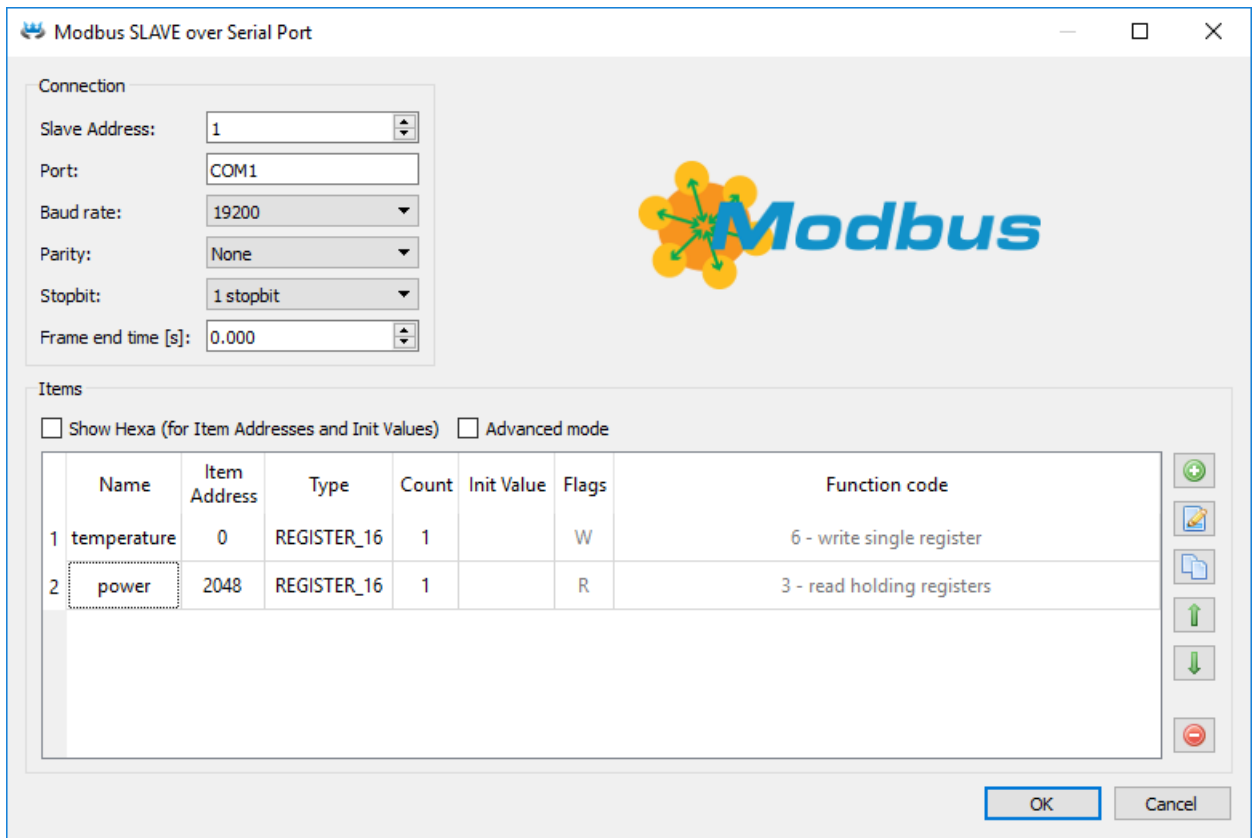 Modbus SLAVE over Serial Port
Connection
Slave Address: 1
Port: COM1
Baud rate: 19200
Parity: None
Stopbit: 1 stopbit
Frame end time [s]: 0.000
Modbus
Items
Show Hexa (for Item Addresses and Init Values) Advanced mode
Name Item Address Type Count Init Value Flags Function code
1 temperature 0 REGISTER_16 1 W 6 - write single register
2 power 2048 REGISTER_16 1 R 3 - read holding registers
OK Cancel